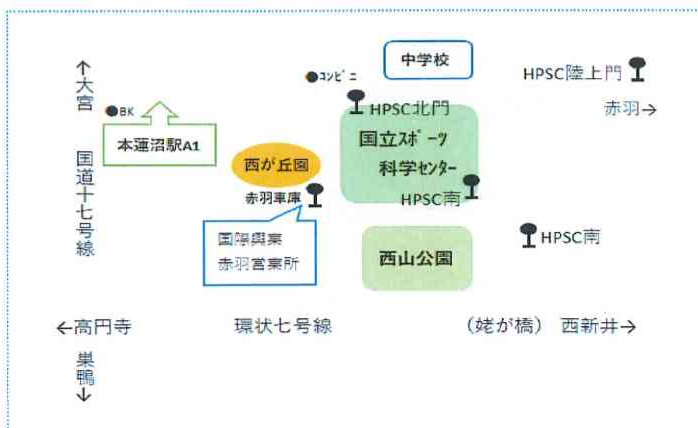 中学校
HPSC陸上門
↑大宮
●コンビニ
●BK
HPSC北門
赤羽→
本蓮沼駅A1
国立スポーツ
科学センター
国道十七号線
西が丘園
赤羽車庫
HPSC南
国際興業
赤羽営業所
西山公園
HPSC南
←高円寺
環状七号線
(姥が橋)
西新井→
巣鴨↓